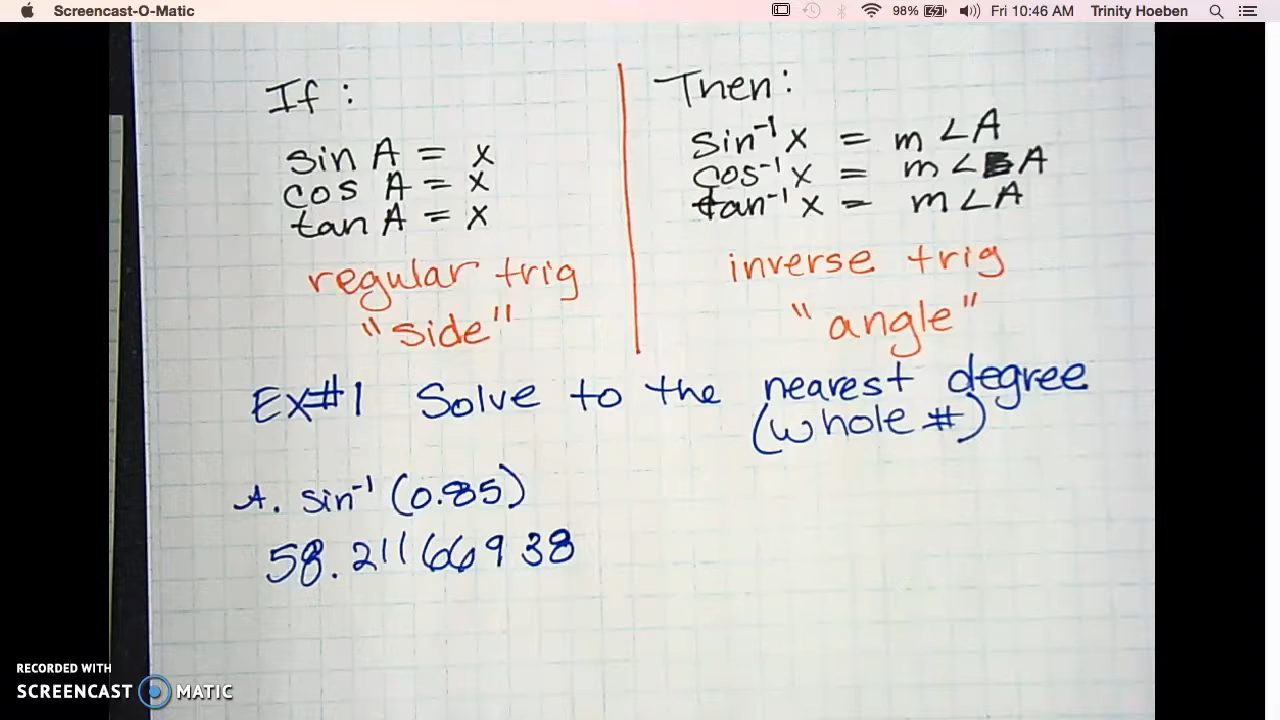 Screencast-O-Matic 98% Fri 10:46 AM Trinity Hoeben
If:
sin A = x
cos A = x
tan A = x
regular trig
"side"
Then:
sin⁻¹ x = m∠A
cos⁻¹ x = m∠A
tan⁻¹ x = m∠A
inverse trig
"angle"
Ex#1 Solve to the nearest degree
(whole #)
A. sin⁻¹ (0.85)
58.21166938
RECORDED WITH
SCREENCAST MATIC